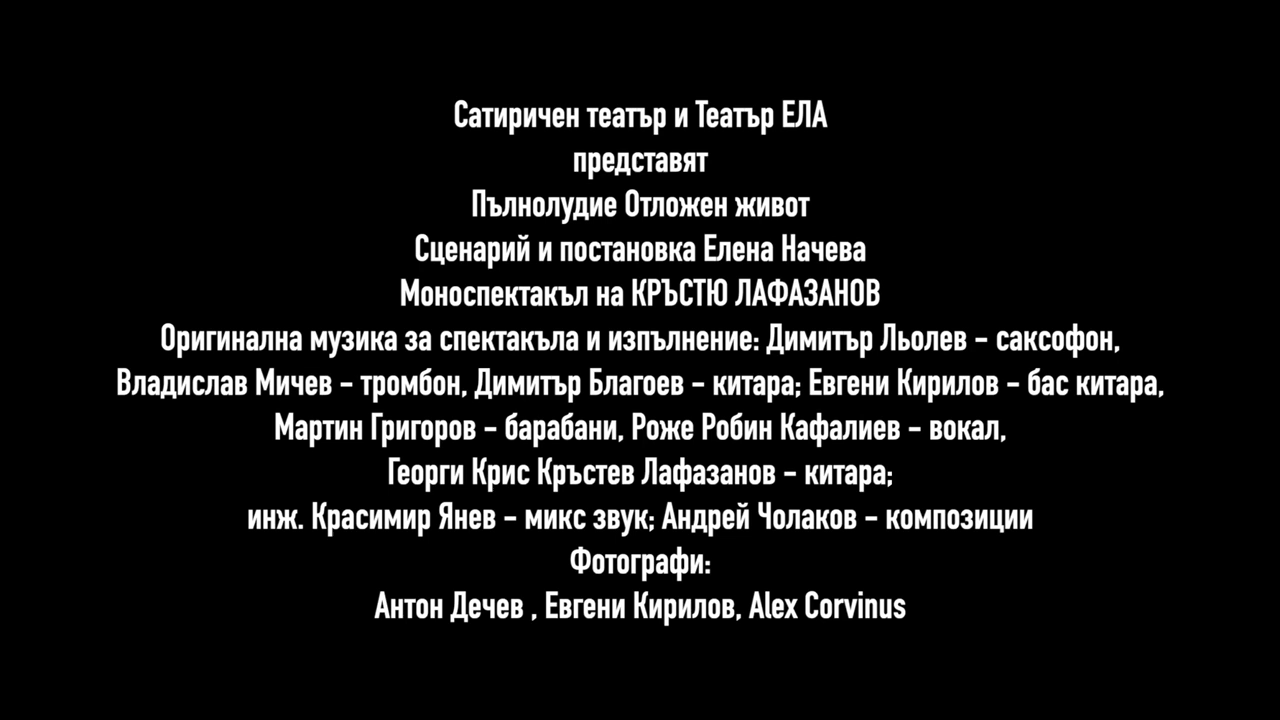 Сатиричен театър и Театър ЕЛА
представят
Пълнолудие Отложен живот
Сценарий и постановка Елена Начева
Моноспектакъл на КРЪСТЮ ЛАФАЗАНОВ
Оригинална музика за спектакъла и изпълнение: Димитър Льолев – саксофон,
Владислав Мичев – тромбон, Димитър Благоев – китара; Евгени Кирилов – бас китара,
Мартин Григоров – барабани, Роже Робин Кафалиев – вокал,
Георги Крис Кръстев Лафазанов – китара;
инж. Красимир Янев – микс звук; Андрей Чолаков – композиции
Фотографи:
Антон Дечев , Евгени Кирилов, Alex Corvinus